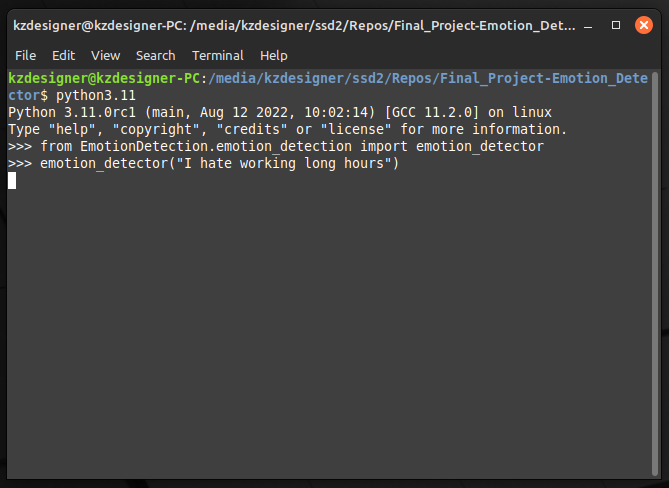 kzdesigner@kzdesigner-PC: /media/kzdesigner/ssd2/Repos/Final_Project-Emotion_Det...
File Edit View Search Terminal Help
kzdesigner@kzdesigner-PC:/media/kzdesigner/ssd2/Repos/Final_Project-Emotion_Dete
ctor$ python3.11
Python 3.11.0rc1 (main, Aug 12 2022, 10:02:14) [GCC 11.2.0] on linux
Type "help", "copyright", "credits" or "license" for more information.
>>> from EmotionDetection.emotion_detection import emotion_detector
>>> emotion_detector("I hate working long hours")